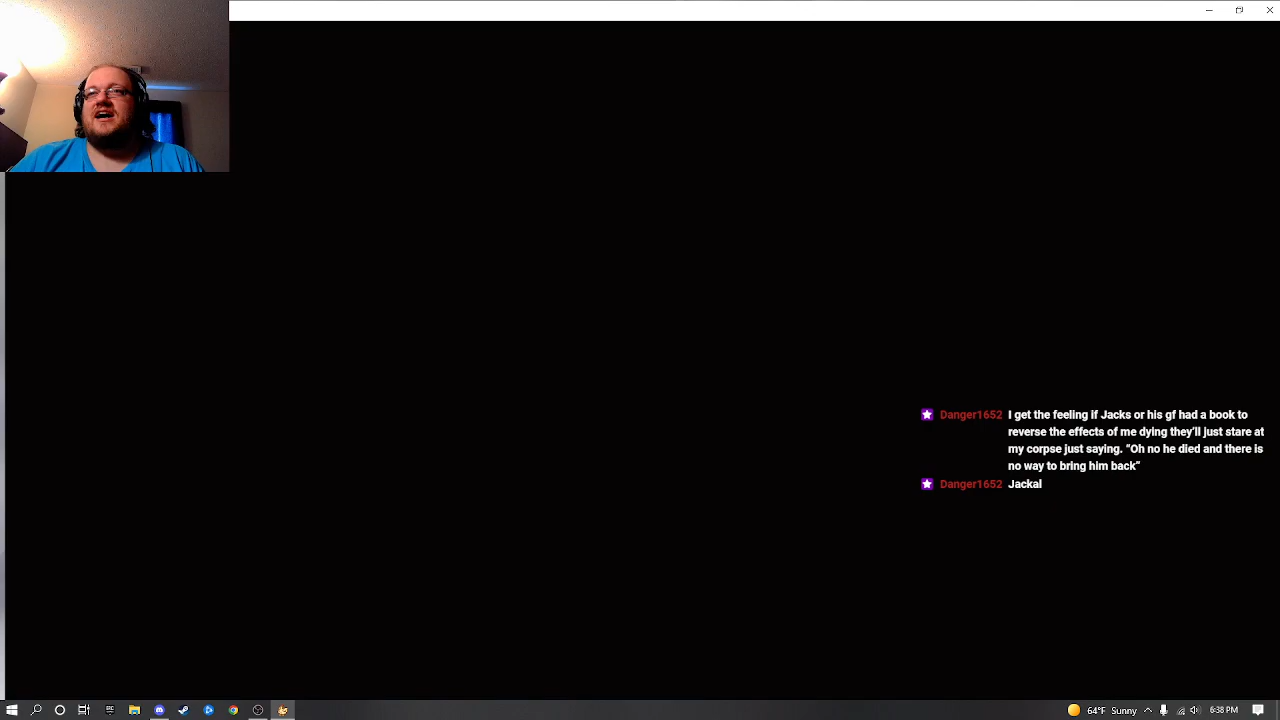 Danger1652 I get the feeling if Jacks or his gf had a book to
reverse the effects of me dying they'll just stare at
my corpse just saying. "Oh no he died and there is
no way to bring him back"
Danger1652 Jackal
64°F Sunny 6:38 PM